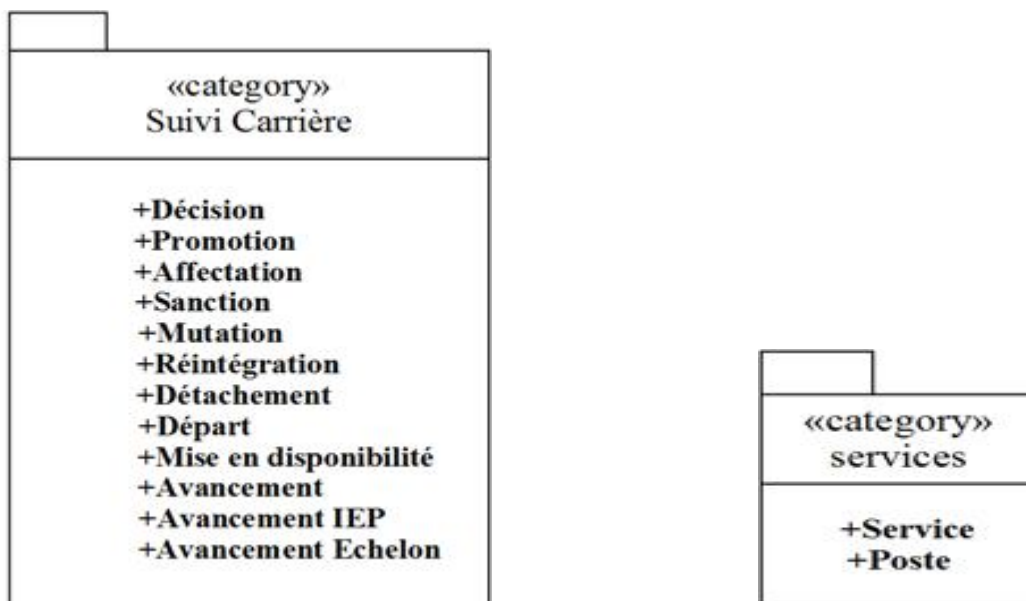 «category»
Suivi Carrière
+Décision
+Promotion
+Affectation
+Sanction
+Mutation
+Réintégration
+Détachement
+Départ
+Mise en disponibilité
+Avancement
+Avancement IEP
+Avancement Echelon
«category»
services
+Service
+Poste